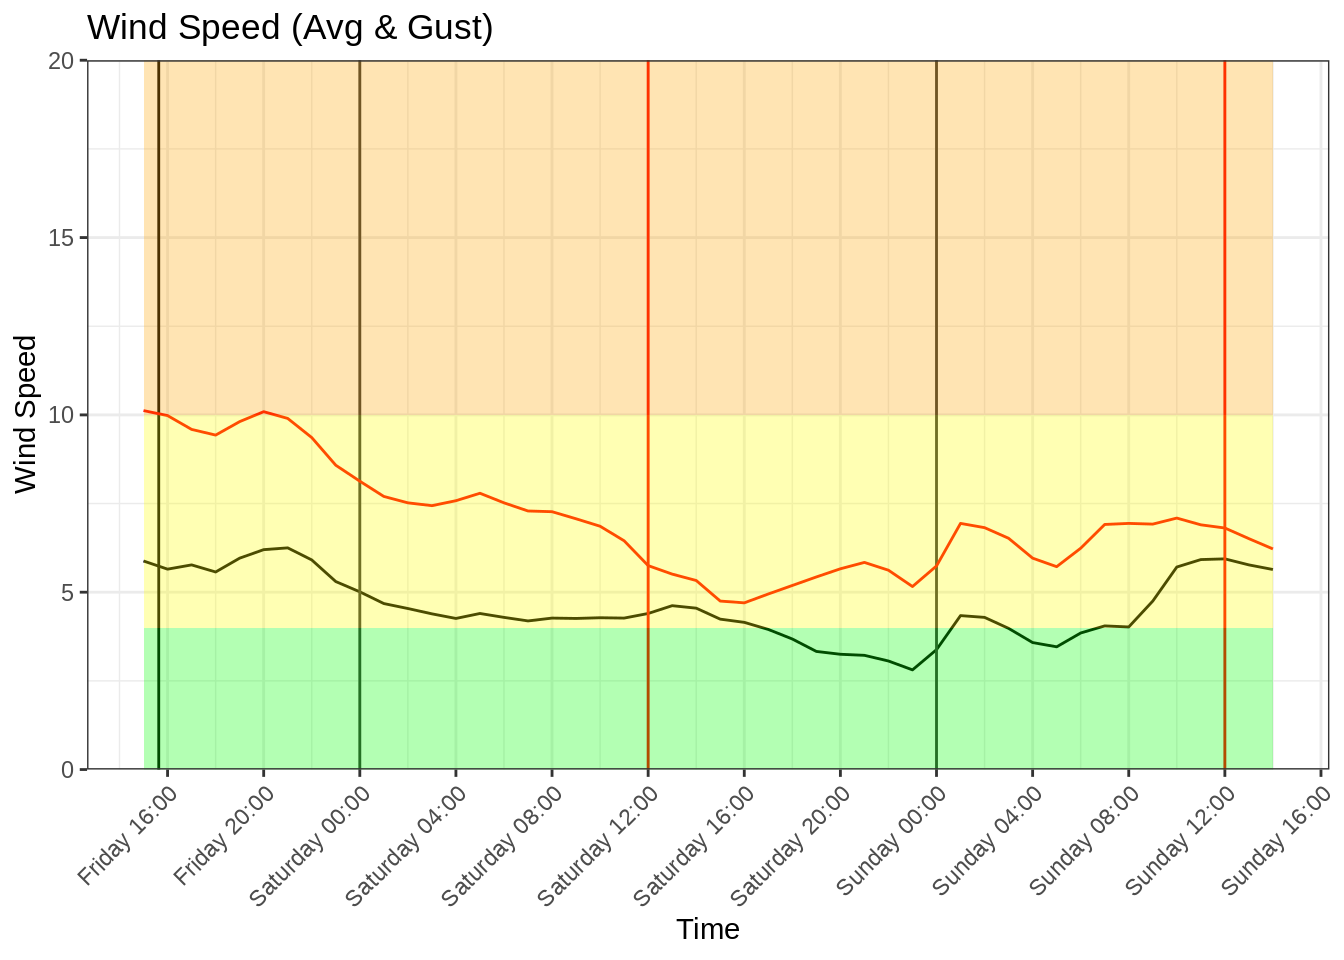 Wind Speed (Avg & Gust)
Wind Speed
20
15
10
5
0
Friday 16:00
Friday 20:00
Saturday 00:00
Saturday 04:00
Saturday 08:00
Saturday 12:00
Saturday 16:00
Saturday 20:00
Sunday 00:00
Sunday 04:00
Sunday 08:00
Sunday 12:00
Sunday 16:00
Time